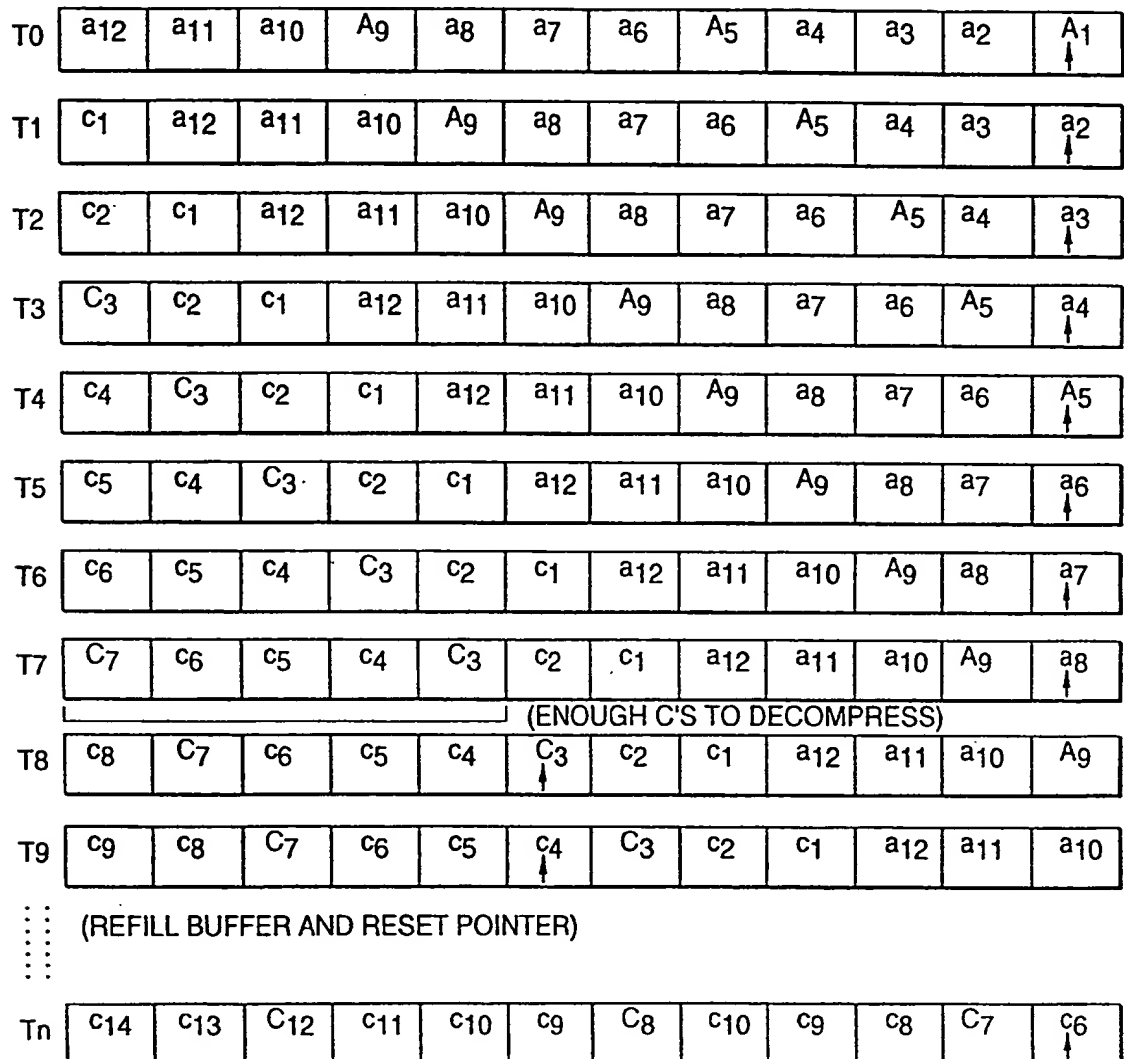 T0 a12 a11 a10 A9 a8 a7 a6 A5 a4 a3 a2 A1
T1 c1 a12 a11 a10 A9 a8 a7 a6 A5 a4 a3 a2
T2 c2 c1 a12 a11 a10 A9 a8 a7 a6 A5 a4 a3
T3 C3 c2 c1 a12 a11 a10 A9 a8 a7 a6 A5 a4
T4 c4 C3 c2 c1 a12 a11 a10 A9 a8 a7 a6 A5
T5 c5 c4 C3 c2 c1 a12 a11 a10 A9 a8 a7 a6
T6 c6 c5 c4 C3 c2 c1 a12 a11 a10 A9 a8 a7
T7 C7 c6 c5 c4 C3 c2 c1 a12 a11 a10 A9 a8
(ENOUGH C'S TO DECOMPRESS)
T8 c8 C7 c6 c5 c4 C3 c2 c1 a12 a11 a10 A9
T9 c9 c8 C7 c6 c5 c4 C3 c2 c1 a12 a11 a10
(REFILL BUFFER AND RESET POINTER)
Tn c14 c13 C12 c11 c10 c9 C8 c10 c9 c8 C7 c6